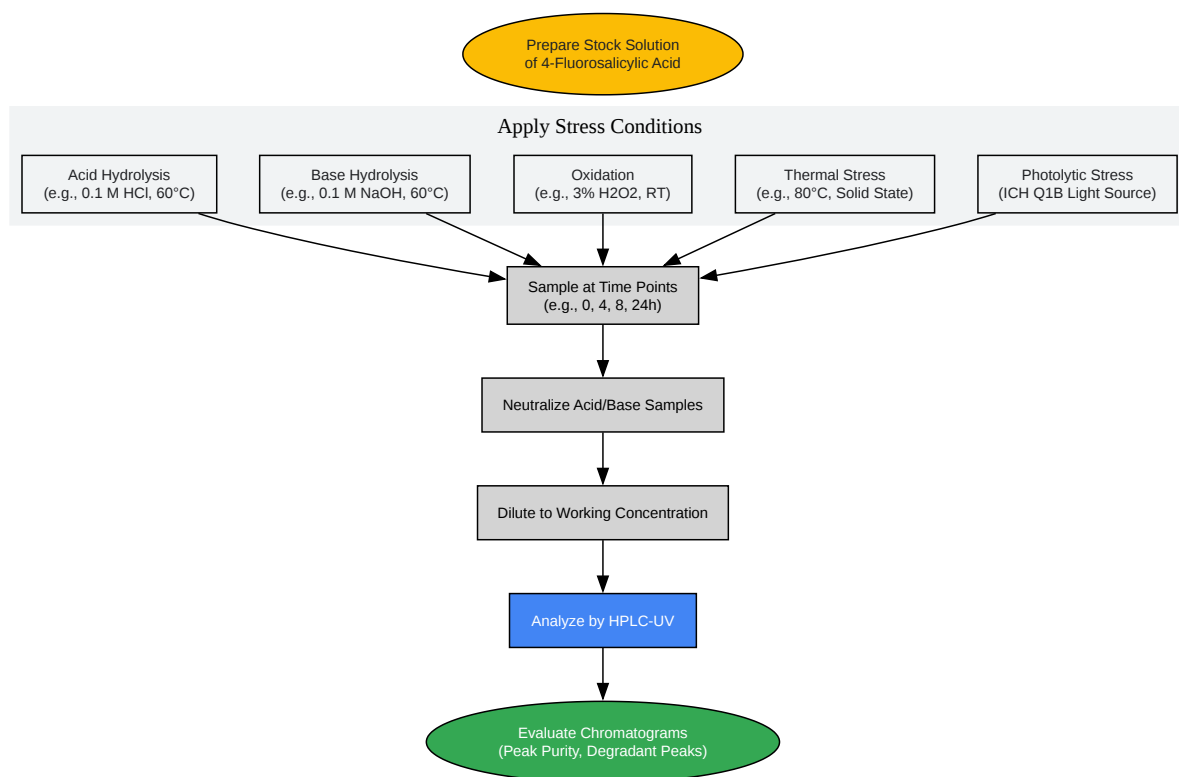 Prepare Stock Solution
of 4-Fluorosalicylic Acid
Apply Stress Conditions
Acid Hydrolysis
(e.g., 0.1 M HCl, 60°C)
Base Hydrolysis
(e.g., 0.1 M NaOH, 60°C)
Oxidation
(e.g., 3% H2O2, RT)
Thermal Stress
(e.g., 80°C, Solid State)
Photolytic Stress
(ICH Q1B Light Source)
Sample at Time Points
(e.g., 0, 4, 8, 24h)
Neutralize Acid/Base Samples
Dilute to Working Concentration
Analyze by HPLC-UV
Evaluate Chromatograms
(Peak Purity, Degradant Peaks)